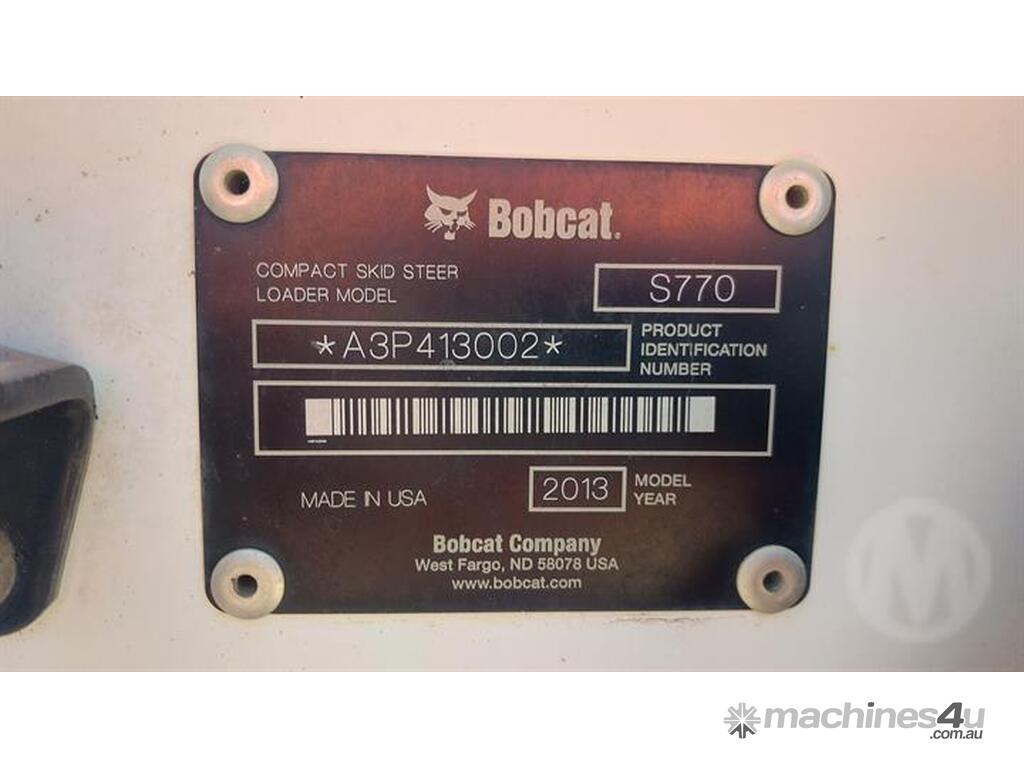 Bobcat.
COMPACT SKID STEER
LOADER MODEL
S770
*A3P413002*
PRODUCT
IDENTIFICATION
NUMBER
MADE IN USA
2013
MODEL
YEAR
Bobcat Company
West Fargo, ND 58078 USA
www.bobcat.com
M
machines4u
.com.au